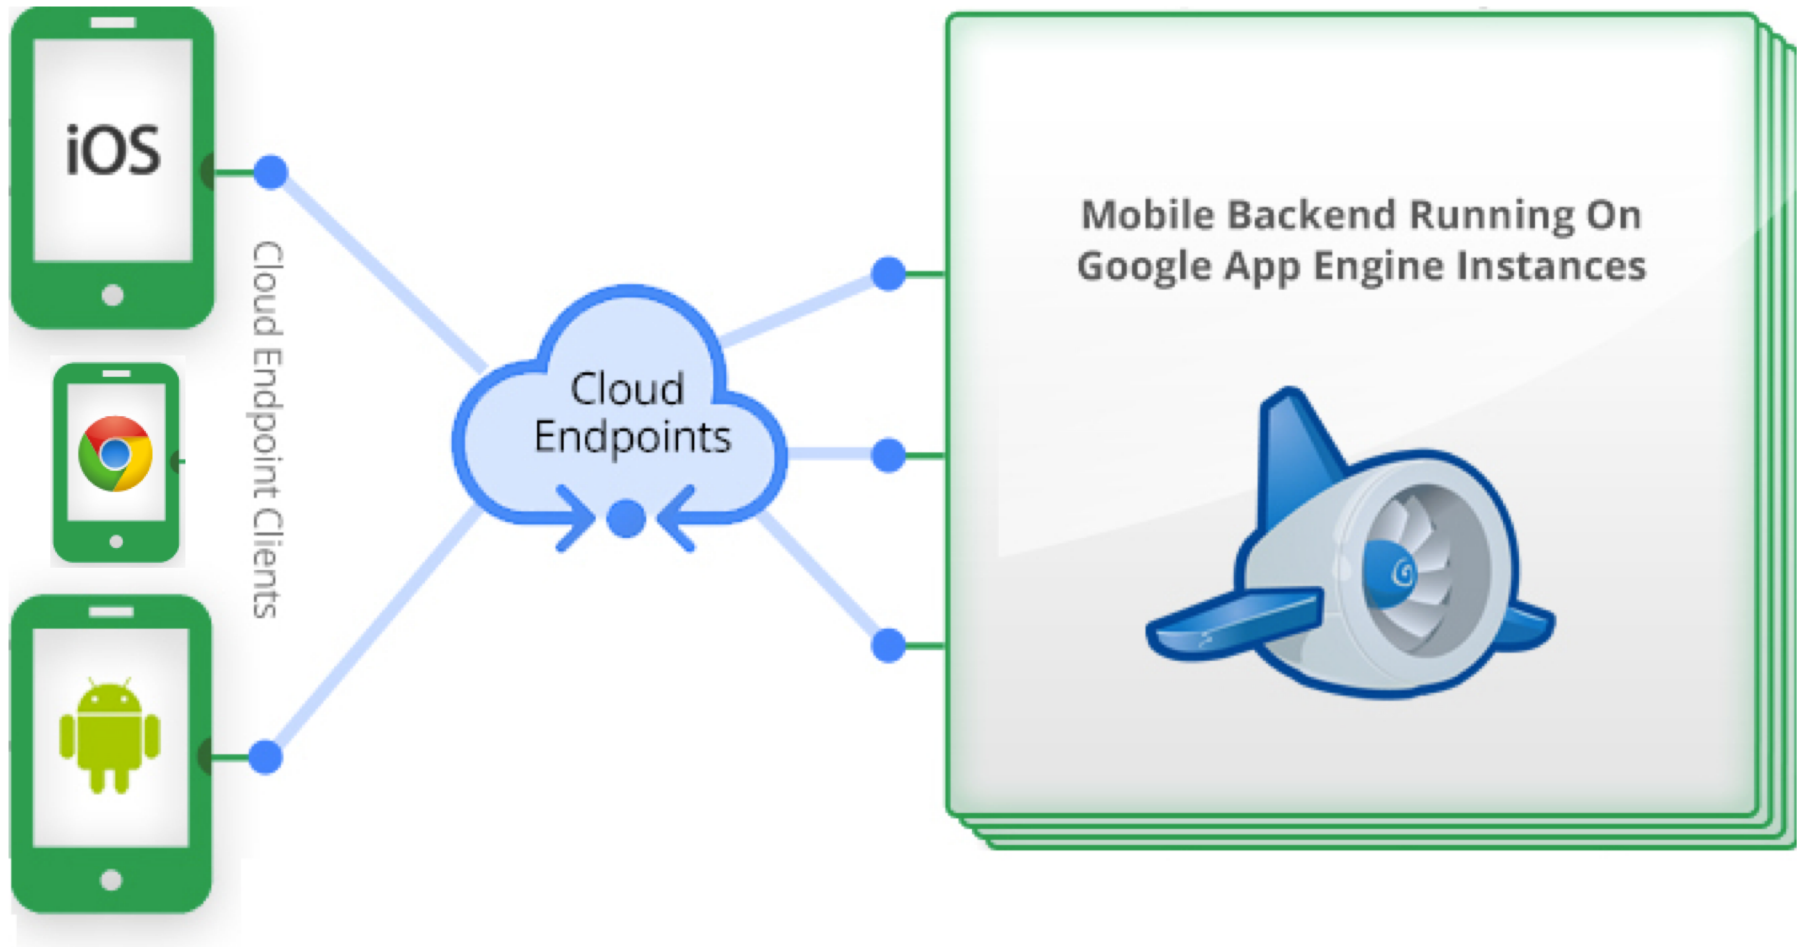 iOS
Cloud Endpoint Clients
Cloud
Endpoints
Mobile Backend Running On
Google App Engine Instances